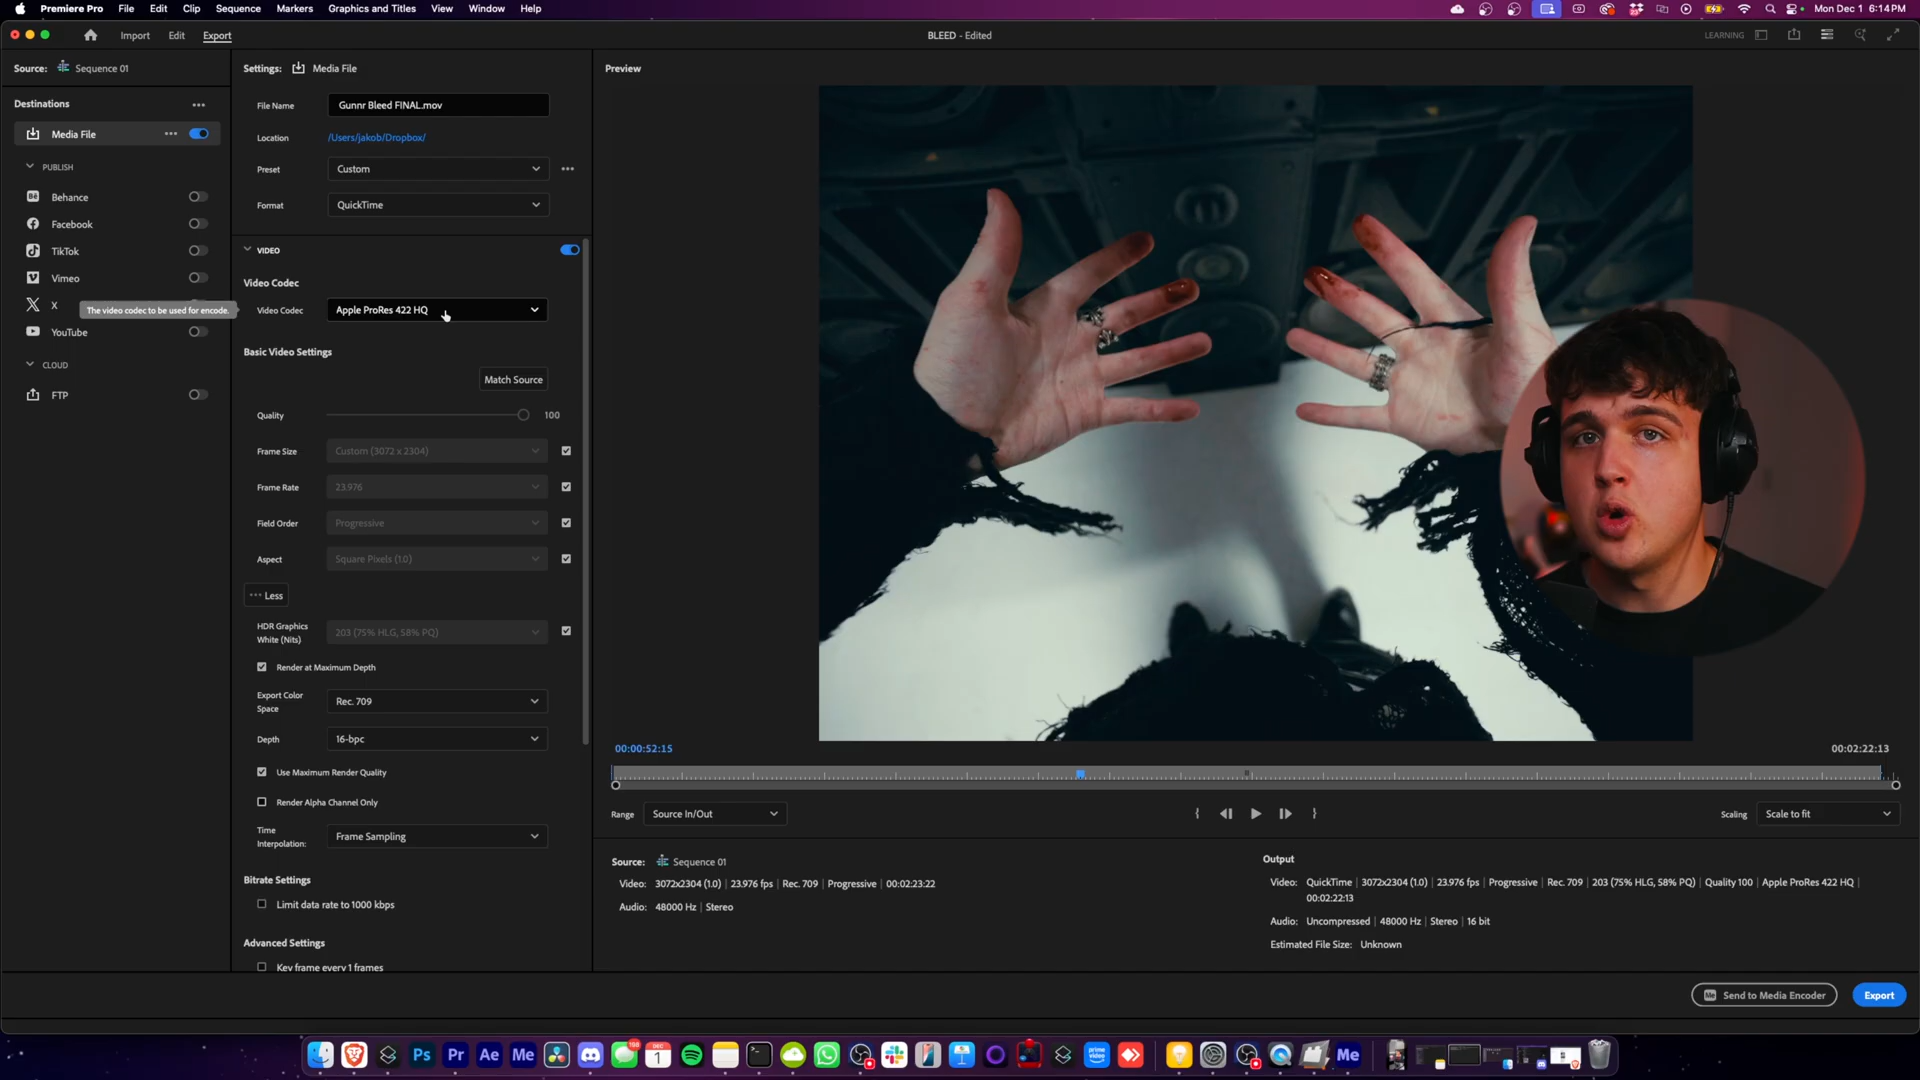 Premiere Pro File Edit Clip Sequence Markers Graphics and Titles View Window Help Mon Dec 1 6:14 PM
Import Edit Export BLEED - Edited LEARNING
Source: Sequence 01
Destinations
Media File
PUBLISH
Behance
Facebook
TikTok
Vimeo
X
YouTube
CLOUD
FTP
The video codec to be used for encode.
Settings: Media File
File Name Gunnr Bleed FINAL.mov
Location /Users/jakob/Dropbox/
Preset Custom
Format QuickTime
VIDEO
Video Codec
Video Codec Apple ProRes 422 HQ
Basic Video Settings
Match Source
Quality 100
Frame Size Custom (3072 x 2304)
Frame Rate 23.976
Field Order Progressive
Aspect Square Pixels (1.0)
Less
HDR Graphics
White (Nits) 203 (75% HLG, 58% PQ)
Render at Maximum Depth
Export Color
Space Rec. 709
Depth 16-bpc
Use Maximum Render Quality
Render Alpha Channel Only
Time
Interpolation: Frame Sampling
Bitrate Settings
Limit data rate to 1000 kbps
Advanced Settings
Key frame every 1 frames
Preview
00:00:52:15 00:02:22:13
Range Source In/Out Scaling Scale to fit
Source: Sequence 01
Video: 3072x2304 (1.0) | 23.976 fps | Rec. 709 | Progressive | 00:02:23:22
Audio: 48000 Hz | Stereo
Output
Video: QuickTime | 3072x2304 (1.0) | 23.976 fps | Progressive | Rec. 709 | 203 (75% HLG, 58% PQ) | Quality 100 | Apple ProRes 422 HQ |
00:02:22:13
Audio: Uncompressed | 48000 Hz | Stereo | 16 bit
Estimated File Size: Unknown
Send to Media Encoder Export
Ps Pr Ae Me DEC 1 prime video Me